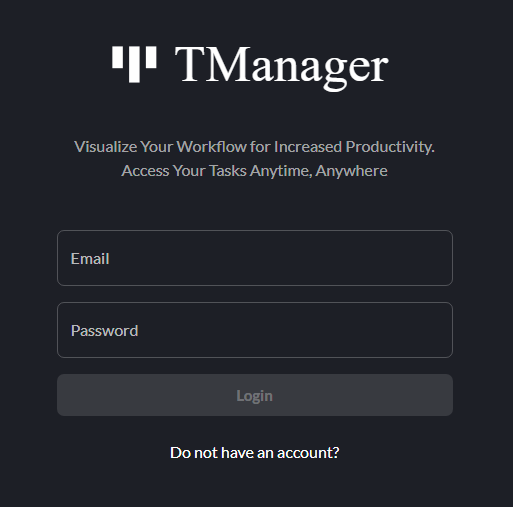 TManager
Visualize Your Workflow for Increased Productivity.
Access Your Tasks Anytime, Anywhere
Email
Password
Login
Do not have an account?